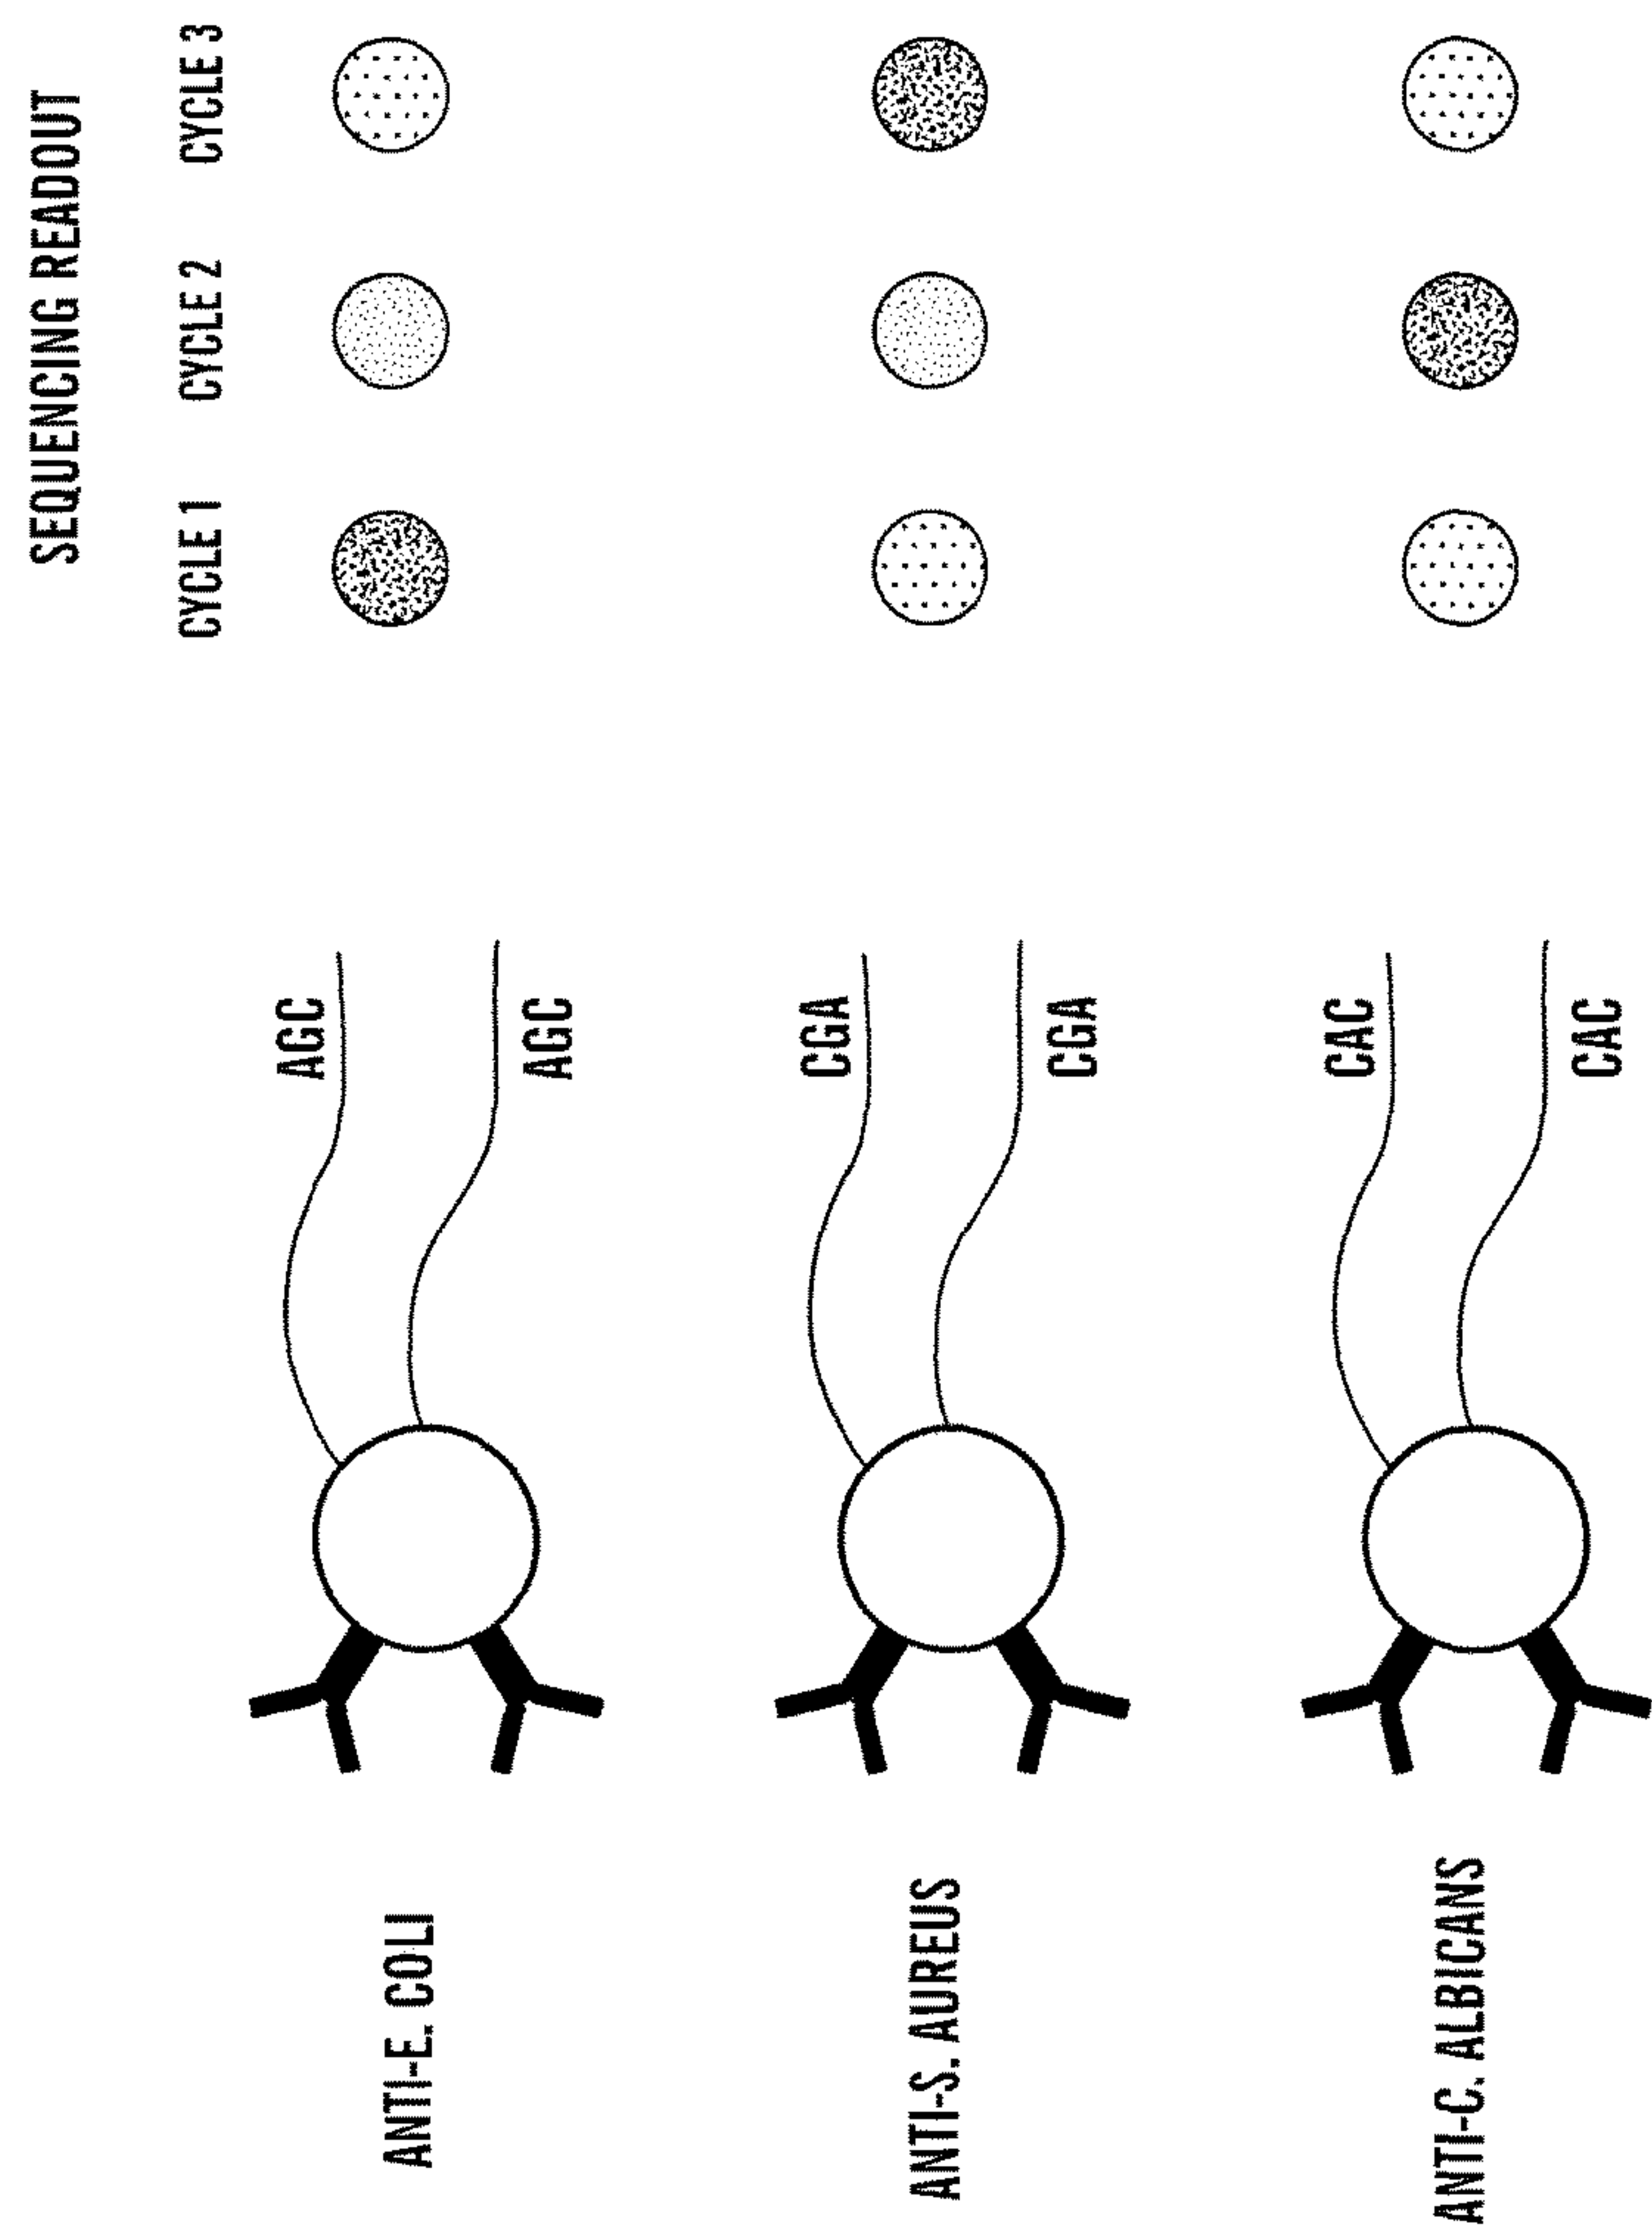 SEQUENCING READOUT
CYCLE 1 CYCLE 2 CYCLE 3
AGC
ANTI-E. COLI
AGC
CGA
ANTI-S. AUREUS
CGA
CAC
ANTI-C. ALBICANS
CAC